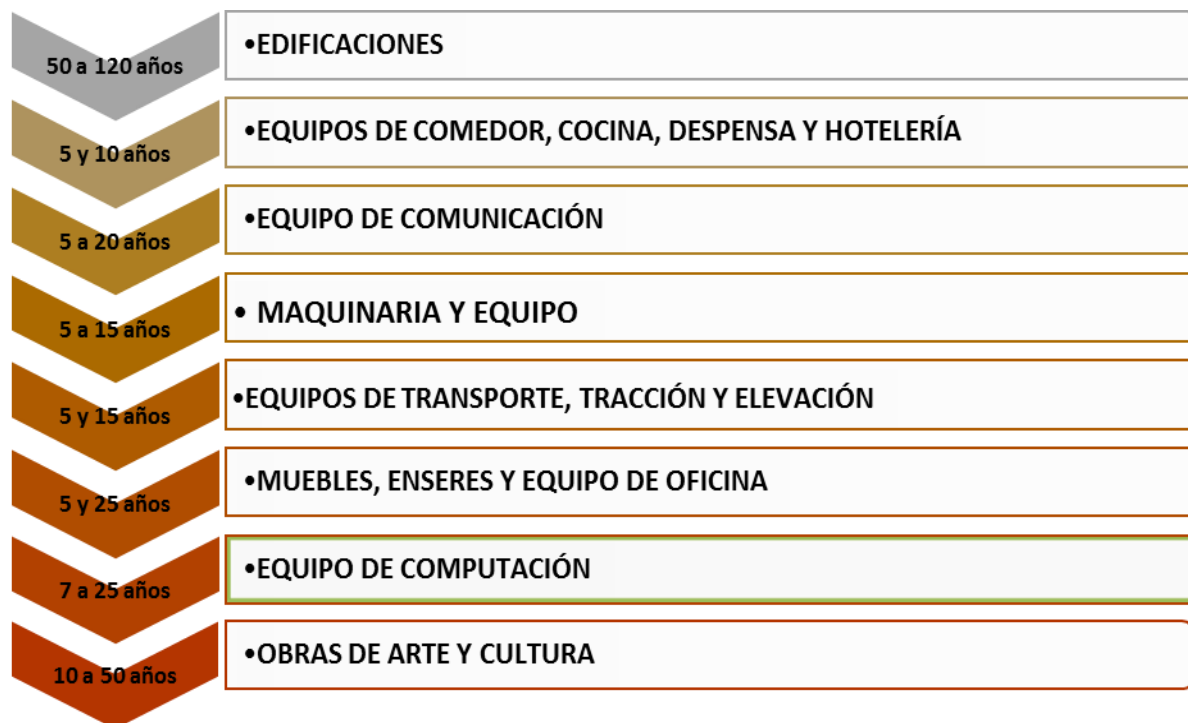 50 a 120 años
•EDIFICACIONES
5 y 10 años
•EQUIPOS DE COMEDOR, COCINA, DESPENSA Y HOTELERÍA
5 a 20 años
•EQUIPO DE COMUNICACIÓN
5 a 15 años
• MAQUINARIA Y EQUIPO
5 y 15 años
•EQUIPOS DE TRANSPORTE, TRACCIÓN Y ELEVACIÓN
5 y 25 años
•MUEBLES, ENSERES Y EQUIPO DE OFICINA
7 a 25 años
•EQUIPO DE COMPUTACIÓN
10 a 50 años
•OBRAS DE ARTE Y CULTURA